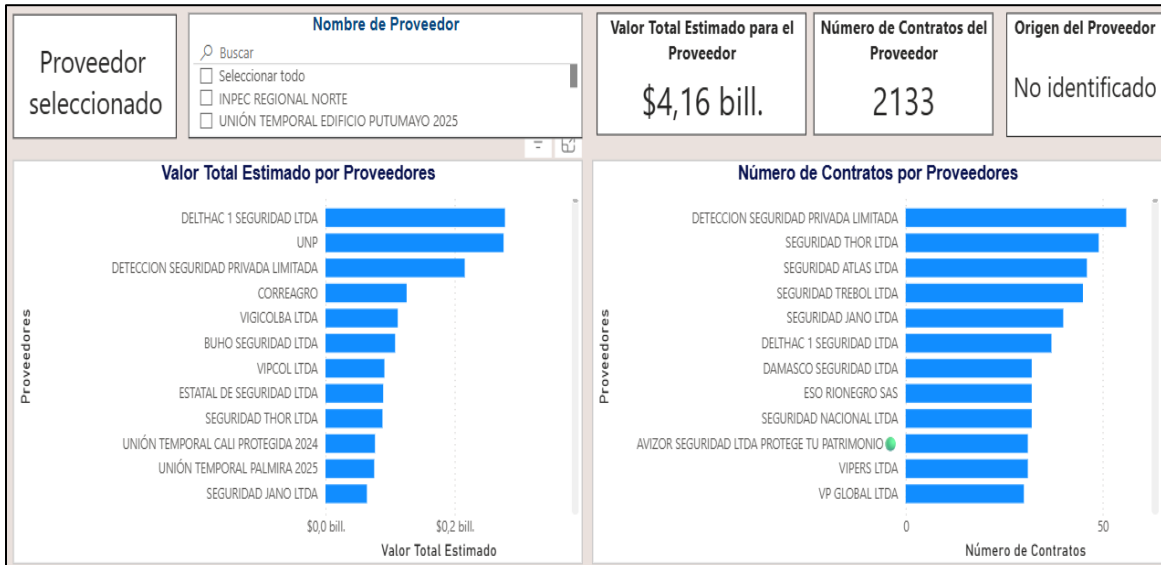 Proveedor
seleccionado
Nombre de Proveedor
Buscar
Seleccionar todo
INPEC REGIONAL NORTE
UNIÓN TEMPORAL EDIFICIO PUTUMAYO 2025
Valor Total Estimado para el
Proveedor
$4,16 bill.
Número de Contratos del
Proveedor
2133
Origen del Proveedor
No identificado
Valor Total Estimado por Proveedores
Proveedores
DELTHAC 1 SEGURIDAD LTDA
UNP
DETECCION SEGURIDAD PRIVADA LIMITADA
CORREAGRO
VIGICOLBA LTDA
BUHO SEGURIDAD LTDA
VIPCOL LTDA
ESTATAL DE SEGURIDAD LTDA
SEGURIDAD THOR LTDA
UNIÓN TEMPORAL CALI PROTEGIDA 2024
UNIÓN TEMPORAL PALMIRA 2025
SEGURIDAD JANO LTDA
$0,0 bill. $0,2 bill.
Valor Total Estimado
Número de Contratos por Proveedores
Proveedores
DETECCION SEGURIDAD PRIVADA LIMITADA
SEGURIDAD THOR LTDA
SEGURIDAD ATLAS LTDA
SEGURIDAD TREBOL LTDA
SEGURIDAD JANO LTDA
DELTHAC 1 SEGURIDAD LTDA
DAMASCO SEGURIDAD LTDA
ESO RIONEGRO SAS
SEGURIDAD NACIONAL LTDA
AVIZOR SEGURIDAD LTDA PROTEGE TU PATRIMONIO
VIPERS LTDA
VP GLOBAL LTDA
0 50
Número de Contratos